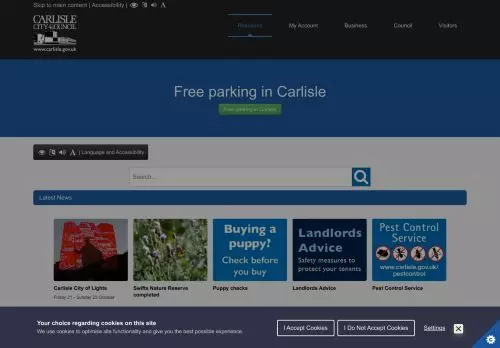 Skip to main content | Accessibility |
CARLISLE
CITY COUNCIL
www.carlisle.gov.uk
Residents
My Account
Business
Council
Visitors
Free parking in Carlisle
Free parking in Carlisle
| Language and Accessibility
Search...
Latest News
Buying a
puppy?
Check before
you buy
Landlords
Advice
Safety measures to
protect your tenants
Pest Control
Service
www.carlisle.gov.uk/
pestcontrol
Carlisle City of Lights
Friday 21 – Sunday 23 October
Swifts Nature Reserve
completed
Puppy checks
Landlords Advice
Pest Control Service
Your choice regarding cookies on this site
We use cookies to optimise site functionality and give you the best possible experience.
I Accept Cookies
I Do Not Accept Cookies
Settings